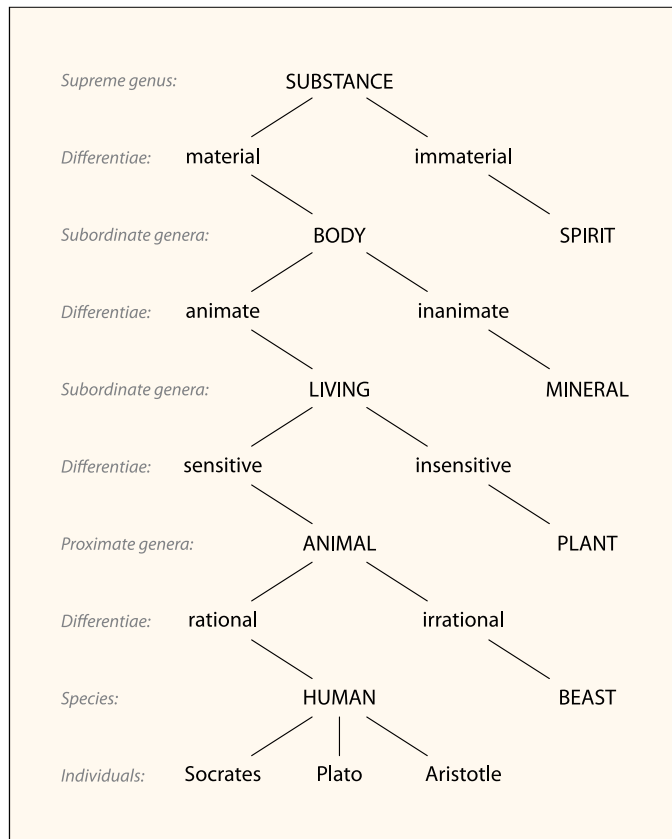 Supreme genus: SUBSTANCE
Differentiae: material immaterial
Subordinate genera: BODY SPIRIT
Differentiae: animate inanimate
Subordinate genera: LIVING MINERAL
Differentiae: sensitive insensitive
Proximate genera: ANIMAL PLANT
Differentiae: rational irrational
Species: HUMAN BEAST
Individuals: Socrates Plato Aristotle